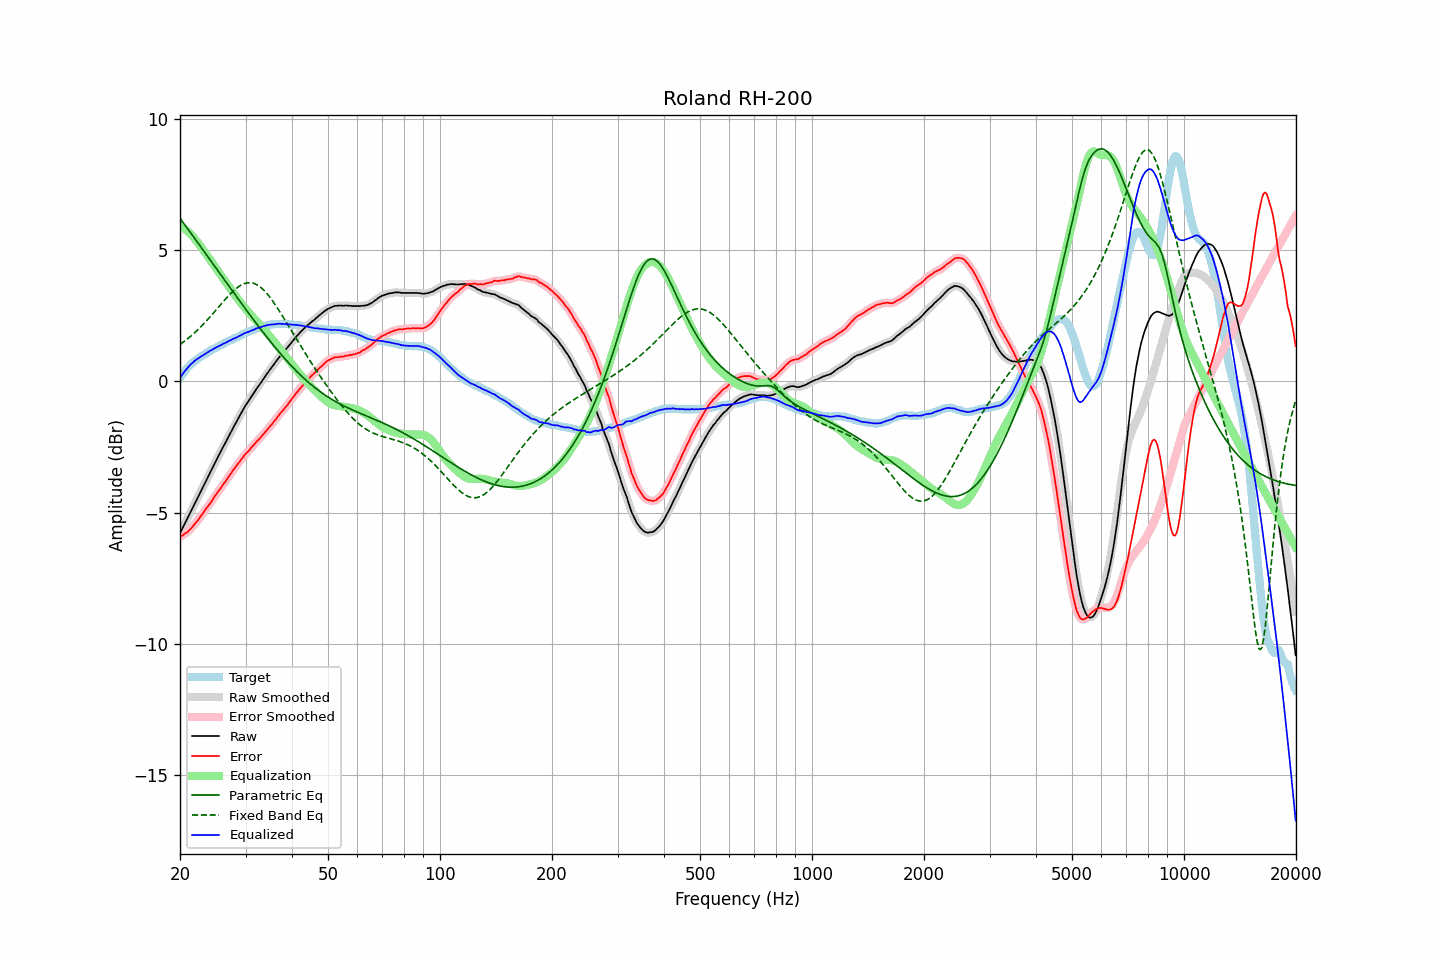 Roland RH-200
10
5
0
−5
−10
−15
Amplitude (dBr)
Target
Raw Smoothed
Error Smoothed
Raw
Error
Equalization
Parametric Eq
Fixed Band Eq
Equalized
20 50 100 200 500 1000 2000 5000 10000 20000
Frequency (Hz)